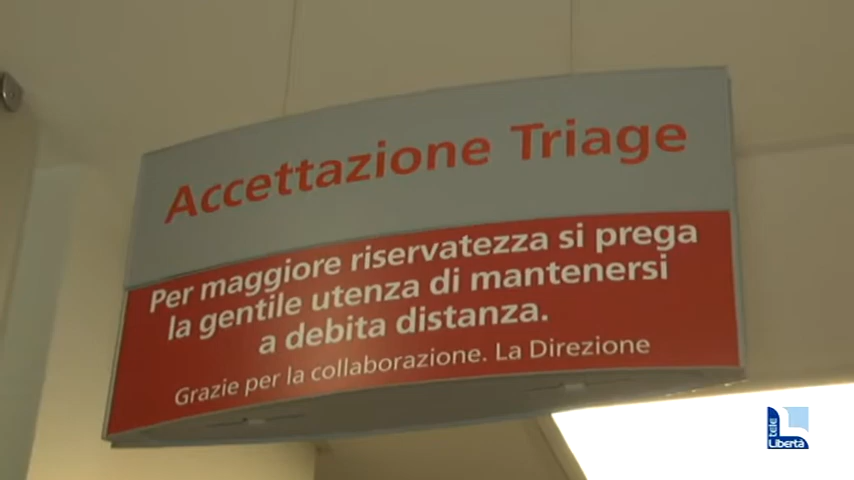 Accettazione Triage
Per maggiore riservatezza si prega
la gentile utenza di mantenersi
a debita distanza.
Grazie per la collaborazione. La Direzione
tele
Libertà